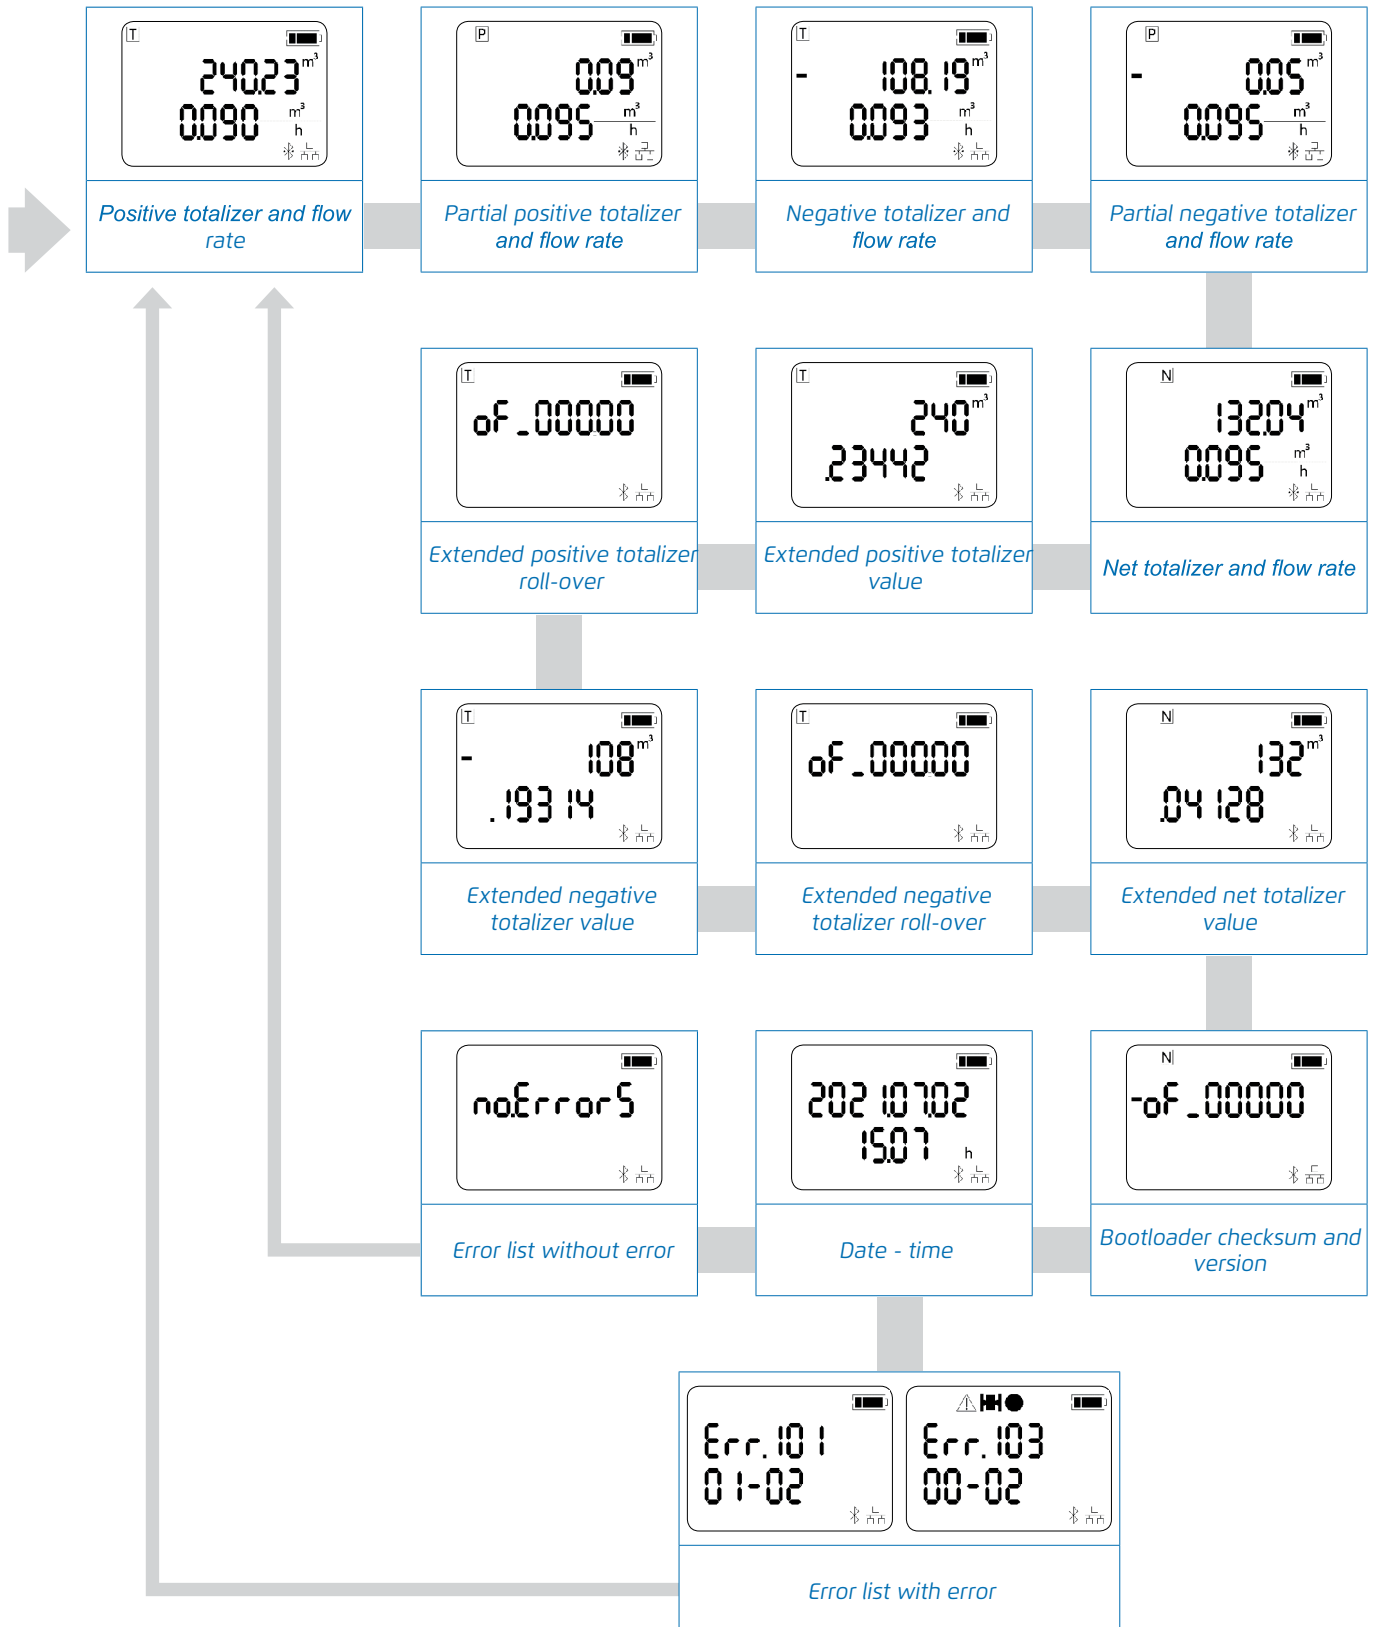 T
240.23 m³
0.090 m³/h
Positive totalizer and flow
rate
P
0.09 m³
0.095 m³/h
Partial positive totalizer
and flow rate
T
- 108.19 m³
0.093 m³/h
Negative totalizer and
flow rate
P
- 0.05 m³
0.095 m³/h
Partial negative totalizer
and flow rate
T
oF_000.00
Extended positive totalizer
roll-over
T
240 m³
.23442
Extended positive totalizer
value
N
132.04 m³
0.095 m³/h
Net totalizer and flow rate
T
- 108 m³
.19314
Extended negative
totalizer value
T
oF_000.00
Extended negative
totalizer roll-over
N
132 m³
.04128
Extended net totalizer
value
no.ErrorS
Error list without error
2021.07.02
15.07 h
Date - time
N
-oF_00000
Bootloader checksum and
version
Err.101
01-02
Err.103
00-02
Error list with error